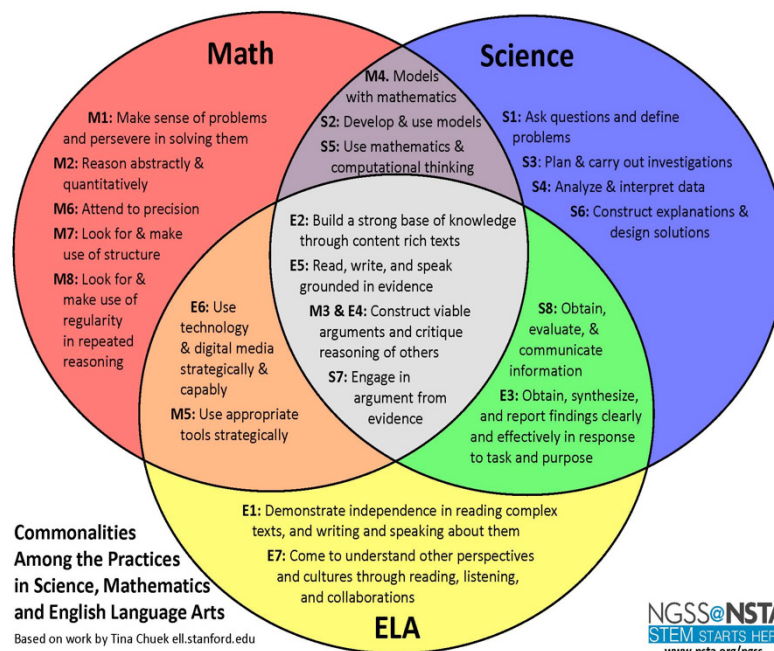 Math
Science
M1: Make sense of problems
and persevere in solving them
M2: Reason abstractly &
quantitatively
M6: Attend to precision
M7: Look for & make
use of structure
M8: Look for &
make use of
regularity
in repeated
reasoning
M4. Models
with mathematics
S2: Develop & use models
S5: Use mathematics &
computational thinking
S1: Ask questions and define
problems
S3: Plan & carry out investigations
S4: Analyze & interpret data
S6: Construct explanations &
design solutions
E2: Build a strong base of knowledge
through content rich texts
E5: Read, write, and speak
grounded in evidence
M3 & E4: Construct viable
arguments and critique
reasoning of others
S7: Engage in
argument from
evidence
E6: Use
technology
& digital media
strategically &
capably
M5: Use appropriate
tools strategically
S8: Obtain,
evaluate, &
communicate
information
E3: Obtain, synthesize,
and report findings clearly
and effectively in response
to task and purpose
E1: Demonstrate independence in reading complex
texts, and writing and speaking about them
E7: Come to understand other perspectives
and cultures through reading, listening,
and collaborations
ELA
Commonalities
Among the Practices
in Science, Mathematics
and English Language Arts
Based on work by Tina Chuek ell.stanford.edu
NGSS@NSTA
STEM STARTS HER
www.nsta.org/ngss